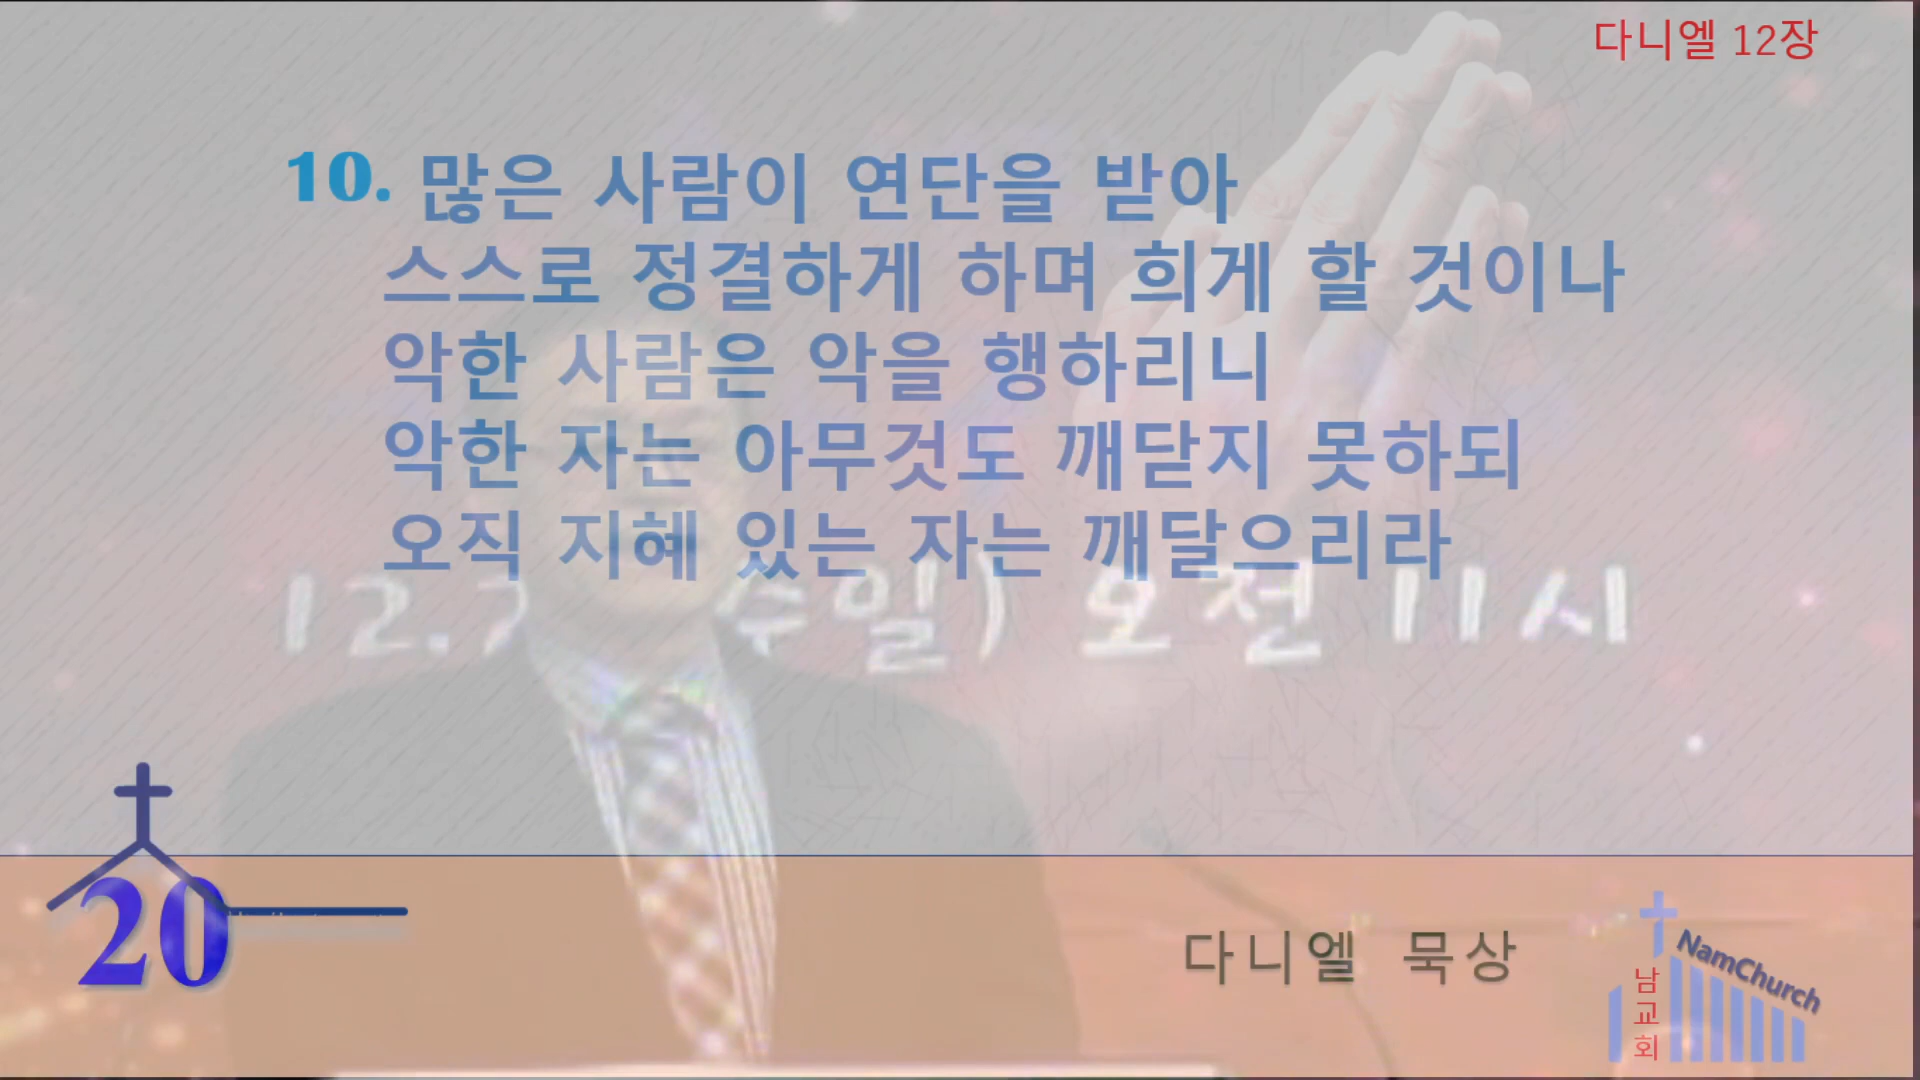 다니엘 12장
10. 많은 사람이 연단을 받아
스스로 정결하게 하며 희게 할 것이나
악한 사람은 악을 행하리니
악한 자는 아무것도 깨닫지 못하되
오직 지혜 있는 자는 깨달으리라
오전 11시
20
다니엘 묵상
NamChurch
남교회